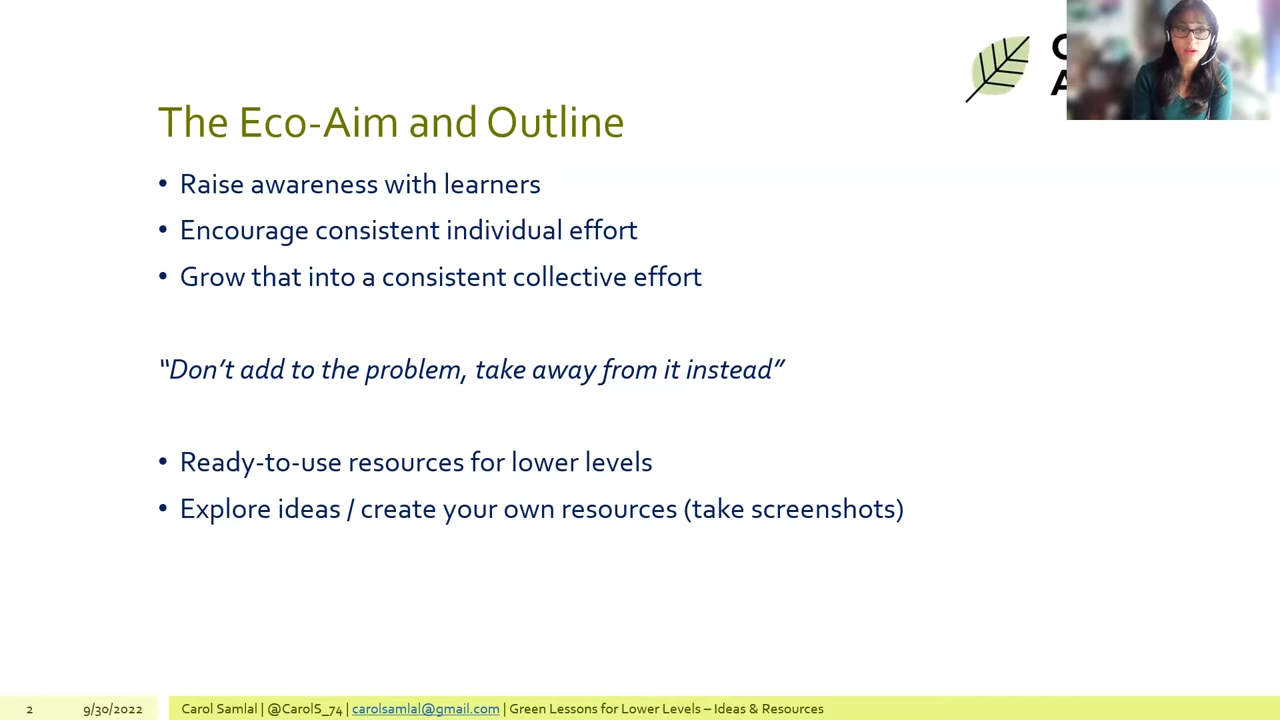 The Eco-Aim and Outline
• Raise awareness with learners
• Encourage consistent individual effort
• Grow that into a consistent collective effort
“Don’t add to the problem, take away from it instead”
• Ready-to-use resources for lower levels
• Explore ideas / create your own resources (take screenshots)
2 9/30/2022 Carol Samlal | @CarolS_74 | carolsamlal@gmail.com | Green Lessons for Lower Levels – Ideas & Resources